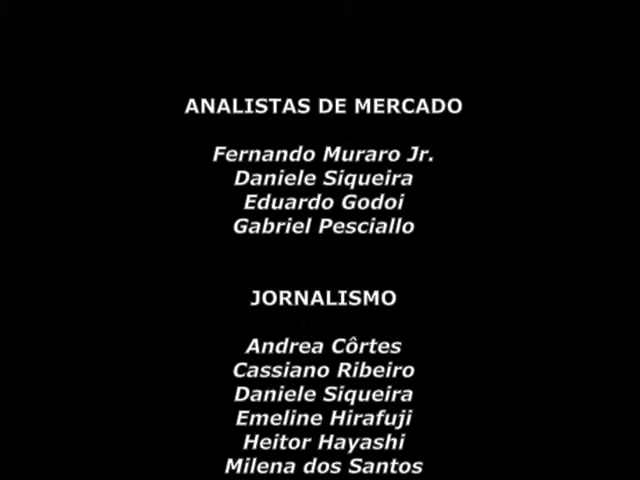 ANALISTAS DE MERCADO
Fernando Muraro Jr.
Daniele Siqueira
Eduardo Godoi
Gabriel Pesciallo
JORNALISMO
Andrea Côrtes
Cassiano Ribeiro
Daniele Siqueira
Emeline Hirafuji
Heitor Hayashi
Milena dos Santos